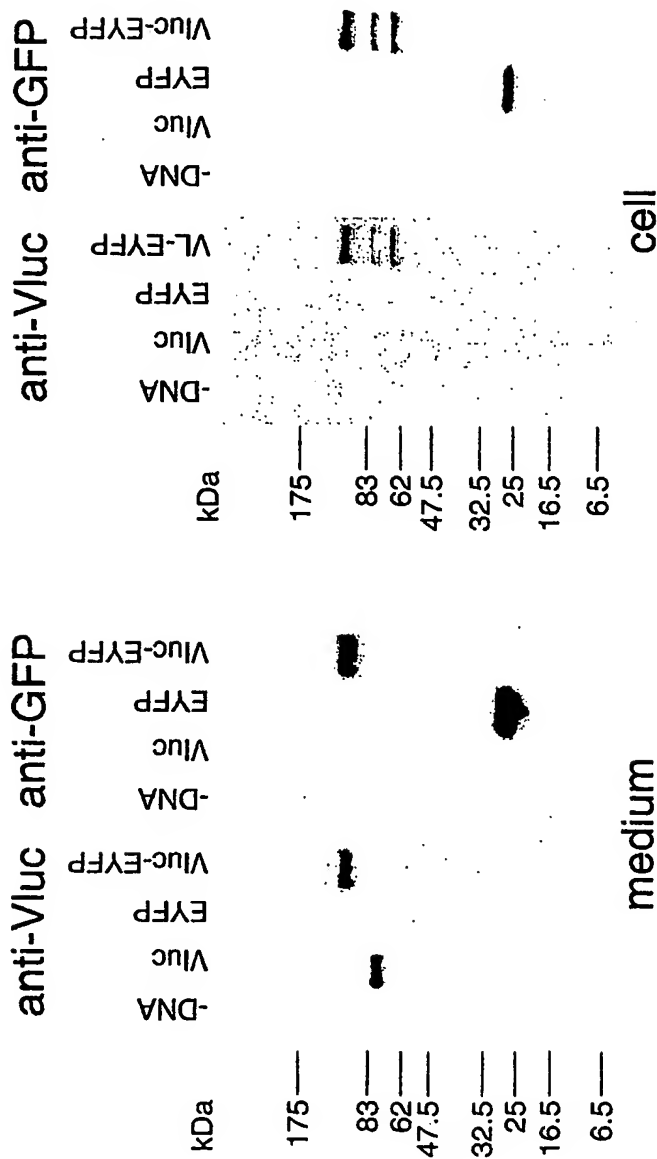 anti-Vluc anti-GFP
-DNA Vluc EYFP Vluc-EYFP -DNA Vluc EYFP Vluc-EYFP
kDa
175
83
62
47.5
32.5
25
16.5
6.5
medium
anti-Vluc anti-GFP
-DNA Vluc EYFP VL-EYFP -DNA Vluc EYFP Vluc-EYFP
kDa
175
83
62
47.5
32.5
25
16.5
6.5
cell